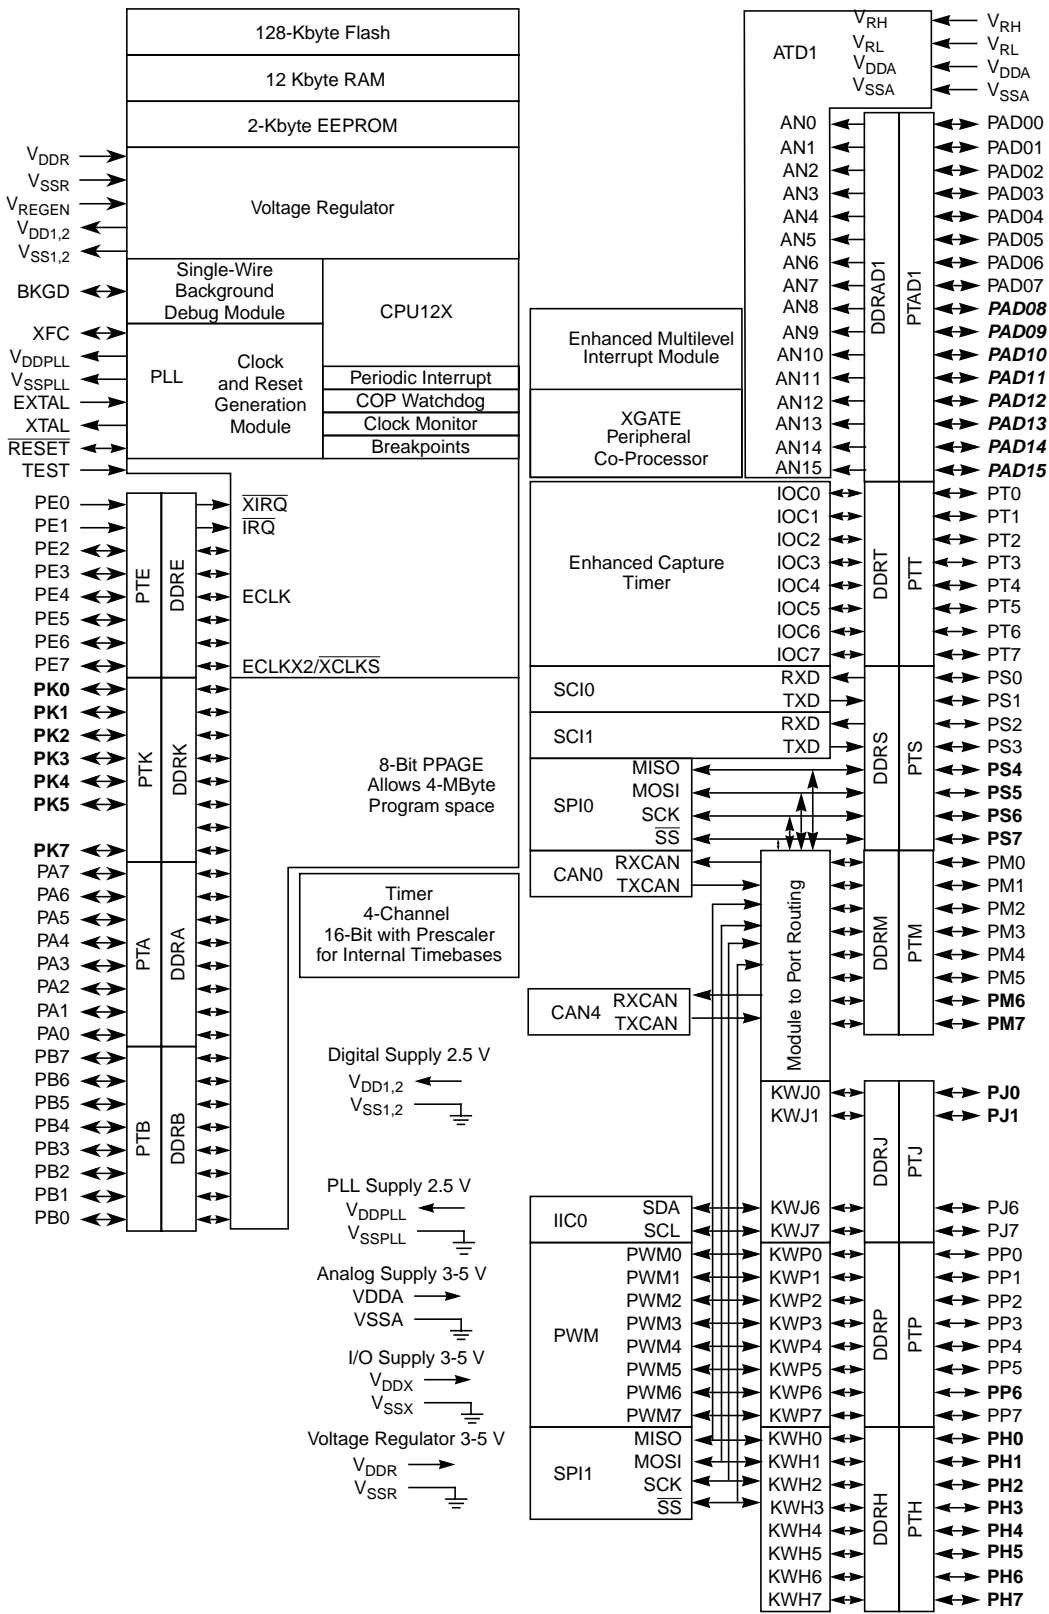 128-Kbyte Flash
12 Kbyte RAM
2-Kbyte EEPROM
VDDR
VSSR
VREGEN
VDD1,2
VSS1,2
Voltage Regulator
BKGD
Single-Wire
Background
Debug Module
CPU12X
XFC
VDDPLL
VSSPLL
EXTAL
XTAL
RESET
TEST
PLL
Clock
and Reset
Generation
Module
Periodic Interrupt
COP Watchdog
Clock Monitor
Breakpoints
PE0
PE1
PE2
PE3
PE4
PE5
PE6
PE7
PTE
DDRE
XIRQ
IRQ
ECLK
ECLKX2/XCLKS
PK0
PK1
PK2
PK3
PK4
PK5
PK7
PTK
DDRK
8-Bit PPAGE
Allows 4-MByte
Program space
PA7
PA6
PA5
PA4
PA3
PA2
PA1
PA0
PTA
DDRA
Timer
4-Channel
16-Bit with Prescaler
for Internal Timebases
PB7
PB6
PB5
PB4
PB3
PB2
PB1
PB0
PTB
DDRB
Digital Supply 2.5 V
VDD1,2
VSS1,2
PLL Supply 2.5 V
VDDPLL
VSSPLL
Analog Supply 3-5 V
VDDA
VSSA
I/O Supply 3-5 V
VDDX
VSSX
Voltage Regulator 3-5 V
VDDR
VSSR
ATD1
VRH
VRL
VDDA
VSSA
VRH
VRL
VDDA
VSSA
AN0
AN1
AN2
AN3
AN4
AN5
AN6
AN7
AN8
AN9
AN10
AN11
AN12
AN13
AN14
AN15
DDRAD1
PTAD1
PAD00
PAD01
PAD02
PAD03
PAD04
PAD05
PAD06
PAD07
PAD08
PAD09
PAD10
PAD11
PAD12
PAD13
PAD14
PAD15
Enhanced Multilevel
Interrupt Module
XGATE
Peripheral
Co-Processor
Enhanced Capture
Timer
IOC0
IOC1
IOC2
IOC3
IOC4
IOC5
IOC6
IOC7
DDRT
PTT
PT0
PT1
PT2
PT3
PT4
PT5
PT6
PT7
SCI0
RXD
TXD
SCI1
RXD
TXD
SPI0
MISO
MOSI
SCK
SS
DDRS
PTS
PS0
PS1
PS2
PS3
PS4
PS5
PS6
PS7
CAN0
RXCAN
TXCAN
CAN4
RXCAN
TXCAN
Module to Port Routing
DDRM
PTM
PM0
PM1
PM2
PM3
PM4
PM5
PM6
PM7
KWJ0
KWJ1
KWJ6
KWJ7
DDRJ
PTJ
PJ0
PJ1
PJ6
PJ7
IIC0
SDA
SCL
PWM
PWM0
PWM1
PWM2
PWM3
PWM4
PWM5
PWM6
PWM7
KWP0
KWP1
KWP2
KWP3
KWP4
KWP5
KWP6
KWP7
DDRP
PTP
PP0
PP1
PP2
PP3
PP4
PP5
PP6
PP7
SPI1
MISO
MOSI
SCK
SS
KWH0
KWH1
KWH2
KWH3
KWH4
KWH5
KWH6
KWH7
DDRH
PTH
PH0
PH1
PH2
PH3
PH4
PH5
PH6
PH7